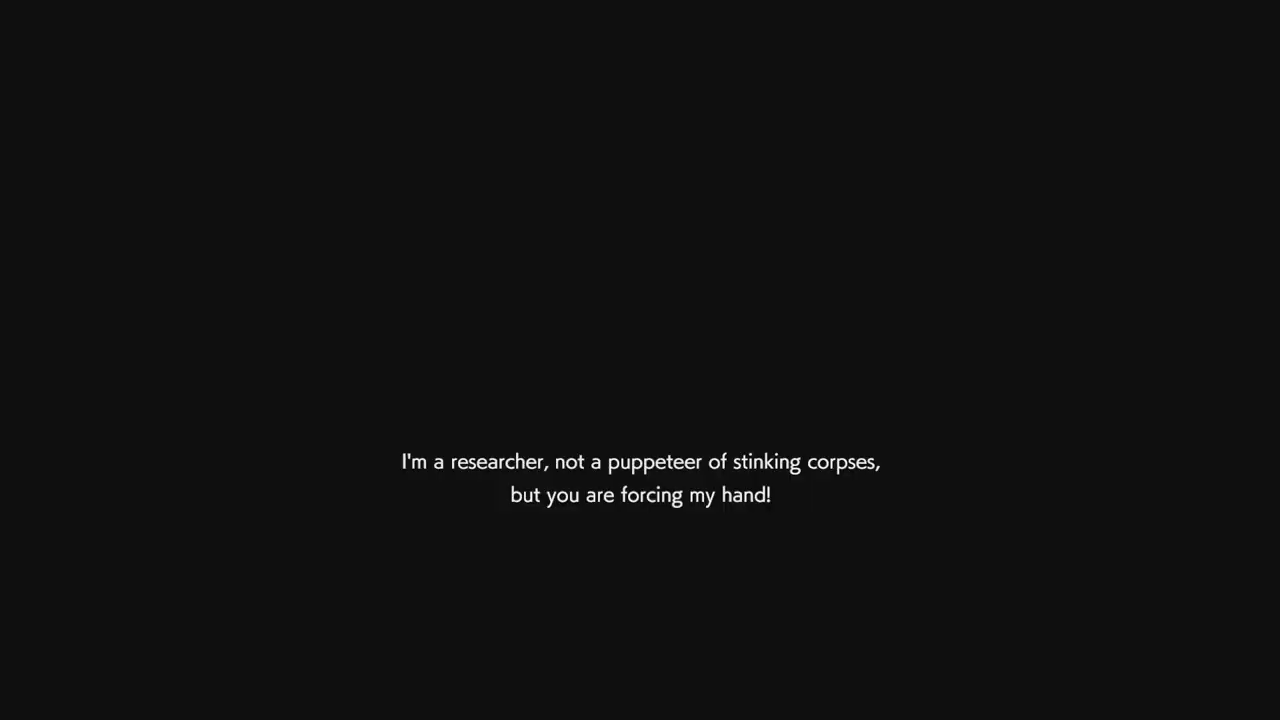 I'm a researcher, not a puppeteer of stinking corpses,
but you are forcing my hand!